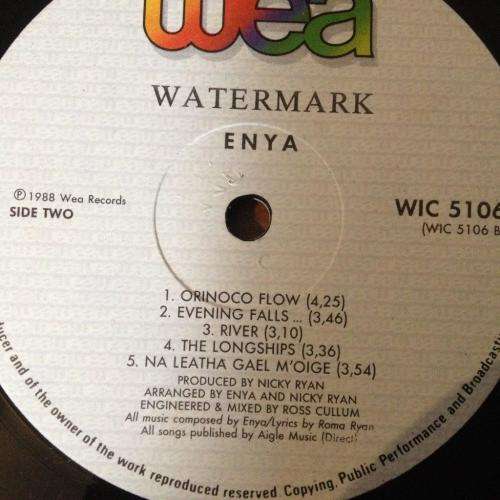 wea
WATERMARK
ENYA
℗ 1988 Wea Records
SIDE TWO
WIC 5106
(WIC 5106 B
1. ORINOCO FLOW (4,25)
2. EVENING FALLS ... (3,46)
3. RIVER (3,10)
4. THE LONGSHIPS (3,36)
5. NA LEATHA GAEL M'OIGE (3,54)
PRODUCED BY NICKY RYAN
ARRANGED BY ENYA AND NICKY RYAN
ENGINEERED & MIXED BY ROSS CULLUM
All music composed by Enya/Lyrics by Roma Ryan
All songs published by Aigle Music (Direct)
ducer and of the owner of the work reproduced reserved. Copying, Public Performance and Broadcasting